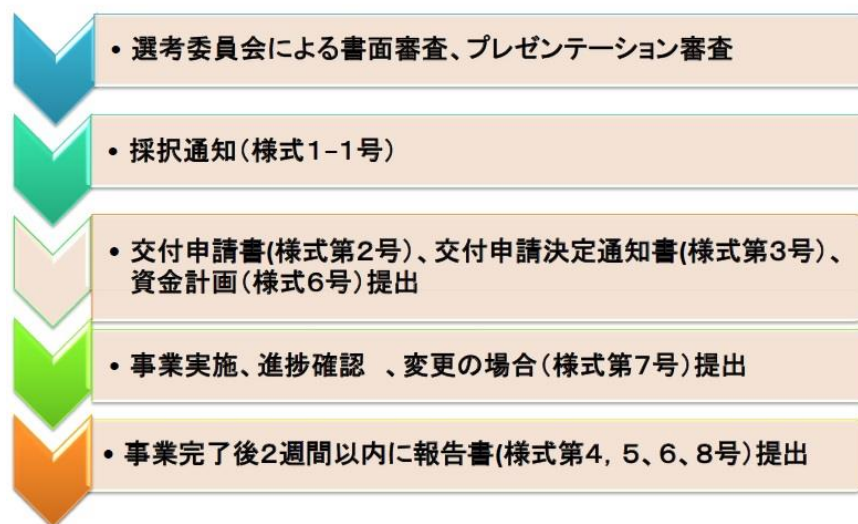 • 選考委員会による書面審査、プレゼンテーション審査
• 採択通知（様式１−１号）
• 交付申請書(様式第２号)、交付申請決定通知書(様式第３号)、
資金計画（様式６号）提出
• 事業実施、進捗確認　、変更の場合（様式第７号）提出
• 事業完了後２週間以内に報告書(様式第４，５、６、８号）提出